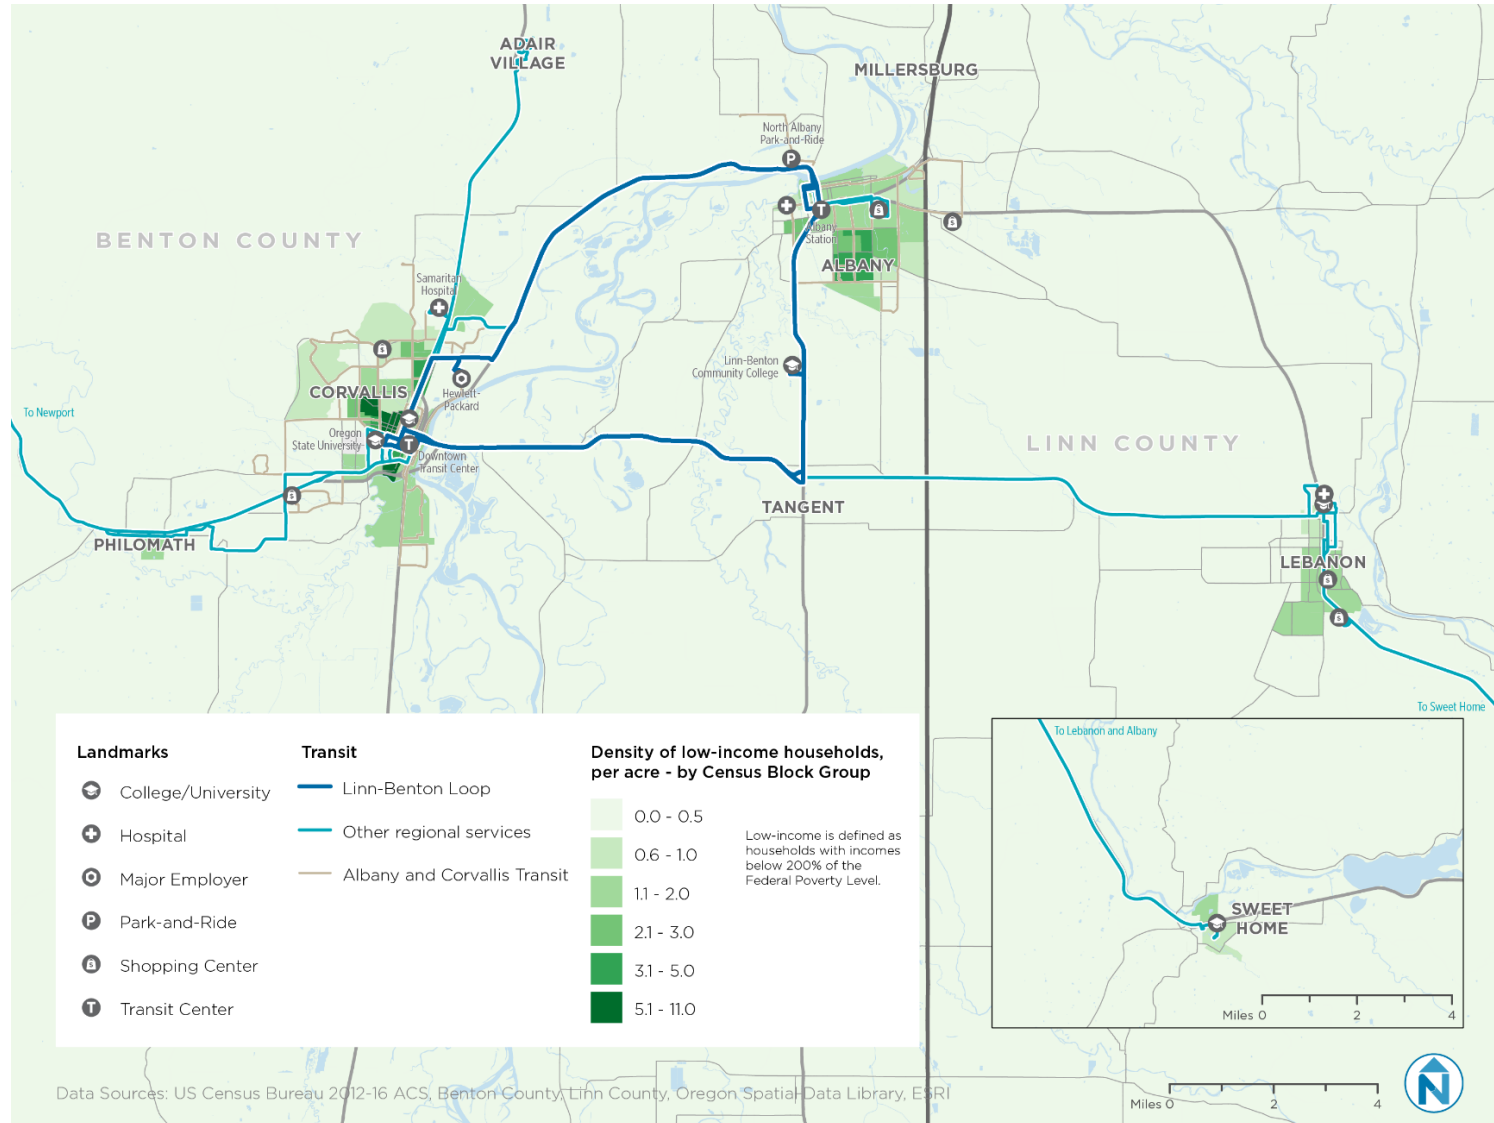 ADAIR
VILLAGE
MILLERSBURG
North Albany
Park-and-Ride
P
BENTON COUNTY
T
Albany
Station
ALBANY
Samaritan
Hospital
Linn-Benton
Community College
CORVALLIS
Hewlett-
Packard
To Newport
Oregon
State University
T
Downtown
Transit Center
LINN COUNTY
TANGENT
PHILOMATH
LEBANON
To Sweet Home
Landmarks
College/University
Hospital
Major Employer
P Park-and-Ride
Shopping Center
T Transit Center
Transit
Linn-Benton Loop
Other regional services
Albany and Corvallis Transit
Density of low-income households,
per acre - by Census Block Group
0.0 - 0.5
0.6 - 1.0
1.1 - 2.0
2.1 - 3.0
3.1 - 5.0
5.1 - 11.0
Low-income is defined as
households with incomes
below 200% of the
Federal Poverty Level.
To Lebanon and Albany
SWEET
HOME
Miles 0 2 4
Data Sources: US Census Bureau 2012-16 ACS, Benton County, Linn County, Oregon Spatial Data Library, ESRI
Miles 0 2 4
N